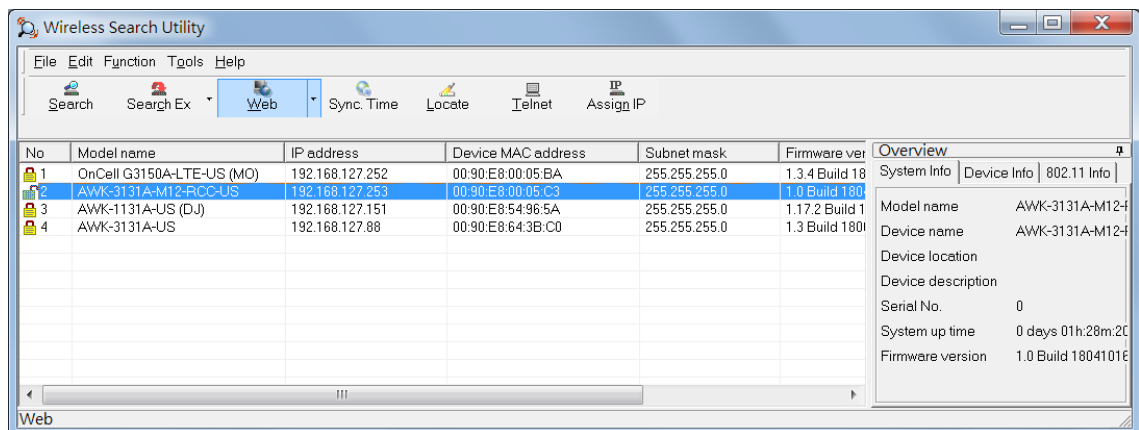 Wireless Search Utility
File Edit Function Tools Help
Search Search Ex Web Sync. Time Locate Telnet Assign IP
IP
No Model name IP address Device MAC address Subnet mask Firmware ver
1 OnCell G3150A-LTE-US (MO) 192.168.127.252 00:90:E8:00:05:BA 255.255.255.0 1.3.4 Build 18
2 AWK-3131A-M12-RCC-US 192.168.127.253 00:90:E8:00:05:C3 255.255.255.0 1.0 Build 180
3 AWK-1131A-US (DJ) 192.168.127.151 00:90:E8:54:96:5A 255.255.255.0 1.17.2 Build 1
4 AWK-3131A-US 192.168.127.88 00:90:E8:64:3B:C0 255.255.255.0 1.3 Build 180
Overview
System Info Device Info 802.11 Info
Model name AWK-3131A-M12-
Device name AWK-3131A-M12-
Device location
Device description
Serial No. 0
System up time 0 days 01h:28m:20
Firmware version 1.0 Build 1804101
Web